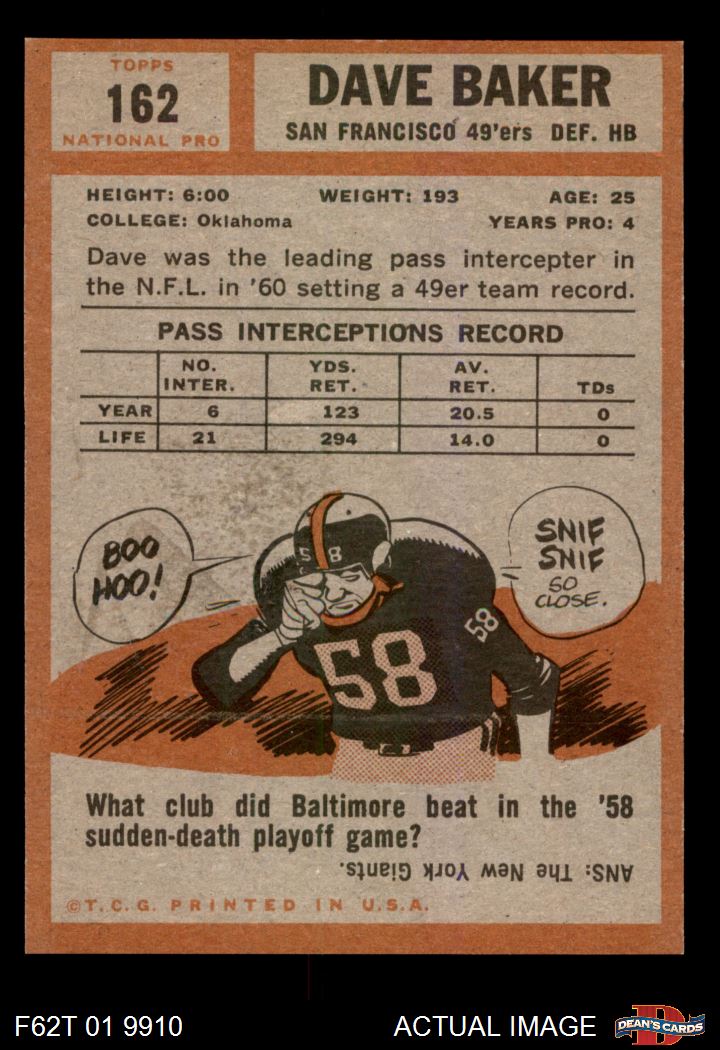 TOPPS
162
NATIONAL PRO
DAVE BAKER
SAN FRANCISCO 49'ers DEF. HB
HEIGHT: 6:00 WEIGHT: 193 AGE: 25
COLLEGE: Oklahoma YEARS PRO: 4
Dave was the leading pass intercepter in
the N.F.L. in '60 setting a 49er team record.
PASS INTERCEPTIONS RECORD
NO. INTER. YDS. RET. AV. RET. TDs
YEAR 6 123 20.5 0
LIFE 21 294 14.0 0
BOO
HOO!
58
58
58
SNIF
SNIF
SO
CLOSE.
What club did Baltimore beat in the '58
sudden-death playoff game?
ANS: The New York Giants.
©T.C.G. PRINTED IN U.S.A.
F62T 01 9910 ACTUAL IMAGE
DEAN'S CARDS